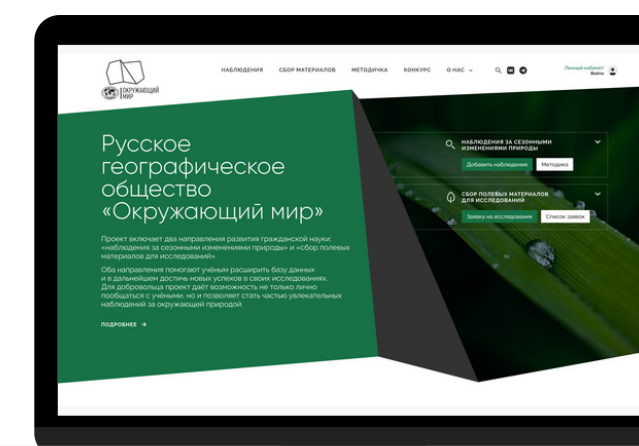 ОКРУЖАЮЩИЙ
МИР
НАБЛЮДЕНИЯ СБОР МАТЕРИАЛОВ МЕТОДИЧКА КОНКУРС О НАС
Личный кабинет
Войти
Русское
географическое
общество
«Окружающий мир»
Проект включает два направления развития гражданской науки:
«наблюдения за сезонными изменениями природы» и «сбор полевых
материалов для исследований».
Оба направления помогают учёным расширить базу данных
и в дальнейшем достичь новых успехов в своих исследованиях.
Для добровольца проект даёт возможность не только лично
пообщаться с учёными, но и позволяет стать частью увлекательных
наблюдений за окружающей природой.
ПОДРОБНЕЕ →
НАБЛЮДЕНИЯ ЗА СЕЗОННЫМИ
ИЗМЕНЕНИЯМИ ПРИРОДЫ
Добавить наблюдение Методика
СБОР ПОЛЕВЫХ МАТЕРИАЛОВ
ДЛЯ ИССЛЕДОВАНИЙ
Заявка на исследования Список заявок